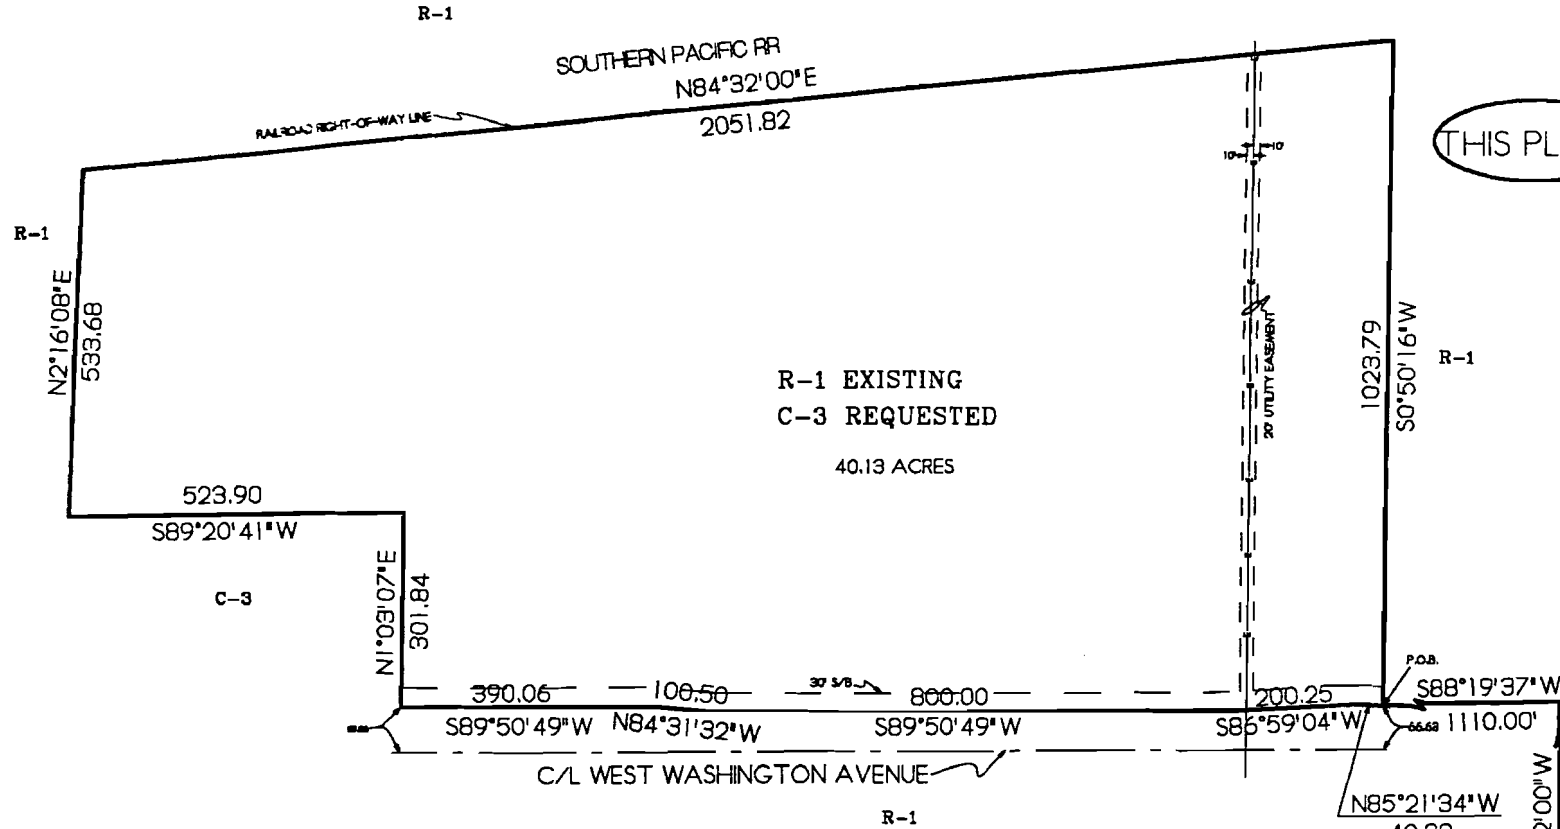 R-1
SOUTHERN PACIFIC RR
N84°32'00"E
2051.82
RAILROAD RIGHT-OF-WAY LINE
THIS PL
10'
10'
R-1
N2°16'08"E
533.68
20' UTILITY EASEMENT
1023.79
S0°50'16"W
R-1
R-1 EXISTING
C-3 REQUESTED
40.13 ACRES
523.90
S89°20'41"W
C-3
N1°03'07"E
301.84
P.O.B.
30' S/B
390.06
100.50
800.00
200.25
S88°19'37"W
S89°50'49"W
N84°31'32"W
S89°50'49"W
S86°59'04"W
1110.00'
C/L WEST WASHINGTON AVENUE
N85°21'34"W
R-1